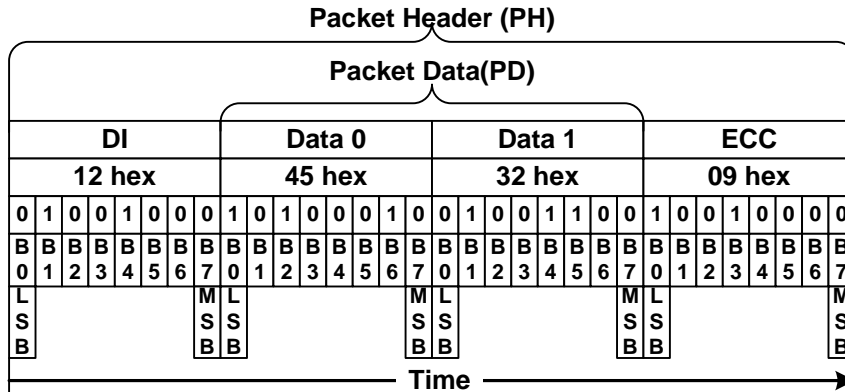 Packet Header (PH)
Packet Data(PD)
DI Data 0 Data 1 ECC
12 hex 45 hex 32 hex 09 hex
0 1 0 0 1 0 0 0 1 0 1 0 0 0 1 0 0 1 0 0 1 1 0 0 1 0 0 1 0 0 0 0
B B B B B B B B B B B B B B B B B B B B B B B B B B B B B B B B
0 1 2 3 4 5 6 7 0 1 2 3 4 5 6 7 0 1 2 3 4 5 6 7 0 1 2 3 4 5 6 7
L M L M L M L M
S S S S S S S S
B B B B B B B B
Time